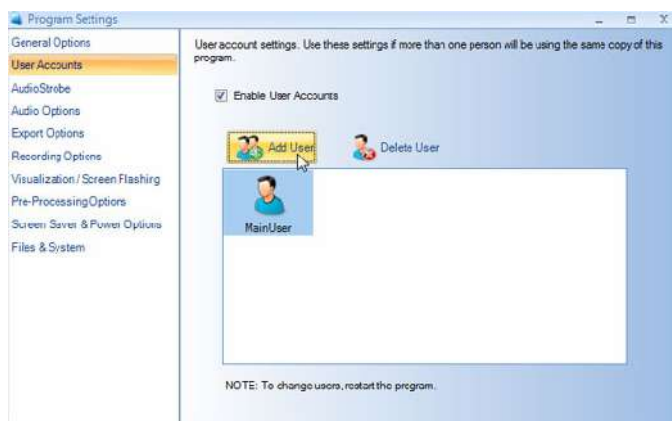 Program Settings
General Options
User Accounts
AudioStrobe
Audio Options
Export Options
Recording Options
Visualization / Screen Flashing
Pre-Processing Options
Screen Saver & Power Options
Files & System
User account settings. Use these settings if more than one person will be using the same copy of this
program.
Enable User Accounts
Add User
Delete User
MainUser
NOTE: To change users, restart the program.